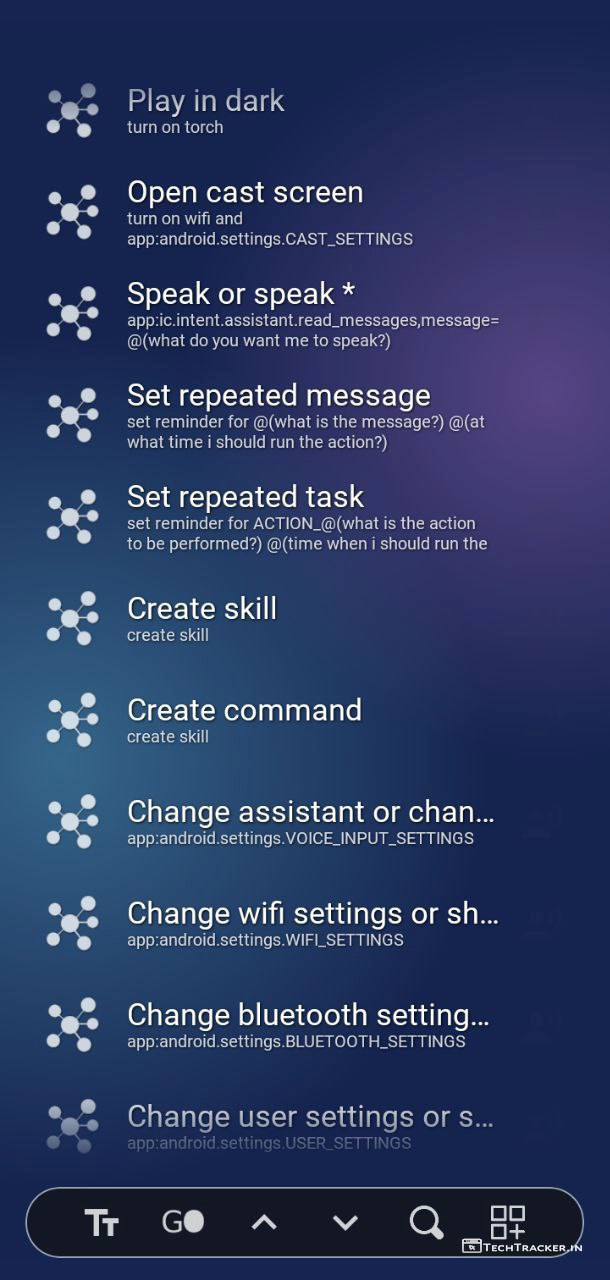 Play in dark
turn on torch
Open cast screen
turn on wifi and
app:android.settings.CAST_SETTINGS
Speak or speak *
app:ic.intent.assistant.read_messages,message=
@(what do you want me to speak?)
Set repeated message
set reminder for @(what is the message?) @(at
what time i should run the action?)
Set repeated task
set reminder for ACTION_@(what is the action
to be performed?) @(time when i should run the
Create skill
create skill
Create command
create skill
Change assistant or chan...
app:android.settings.VOICE_INPUT_SETTINGS
Change wifi settings or sh...
app:android.settings.WIFI_SETTINGS
Change bluetooth setting...
app:android.settings.BLUETOOTH_SETTINGS
Change user settings or s...
app:android.settings.USER_SETTINGS
TT GO
TECHTRACKER.IN